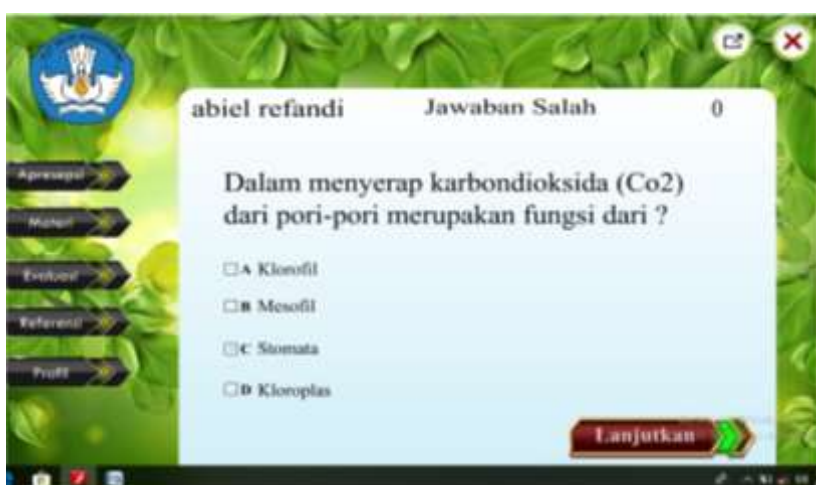 abiel refandi Jawaban Salah 0
Apresepsi
Materi
Evaluasi
Referensi
Profil
Dalam menyerap karbondioksida (Co2)
dari pori-pori merupakan fungsi dari ?
A Klorofil
B Mesofil
C Stomata
D Kloroplas
Lanjutkan